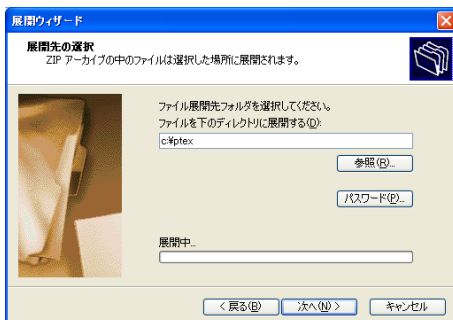 展開ウィザード
展開先の選択
ZIP アーカイブの中のファイルは選択した場所に展開されます。
ファイル展開先フォルダを選択してください。
ファイルを下のディレクトリに展開する(D):
c:¥ptex
参照(R)...
パスワード(P)...
展開中...
< 戻る(B)
次へ(N) >
キャンセル